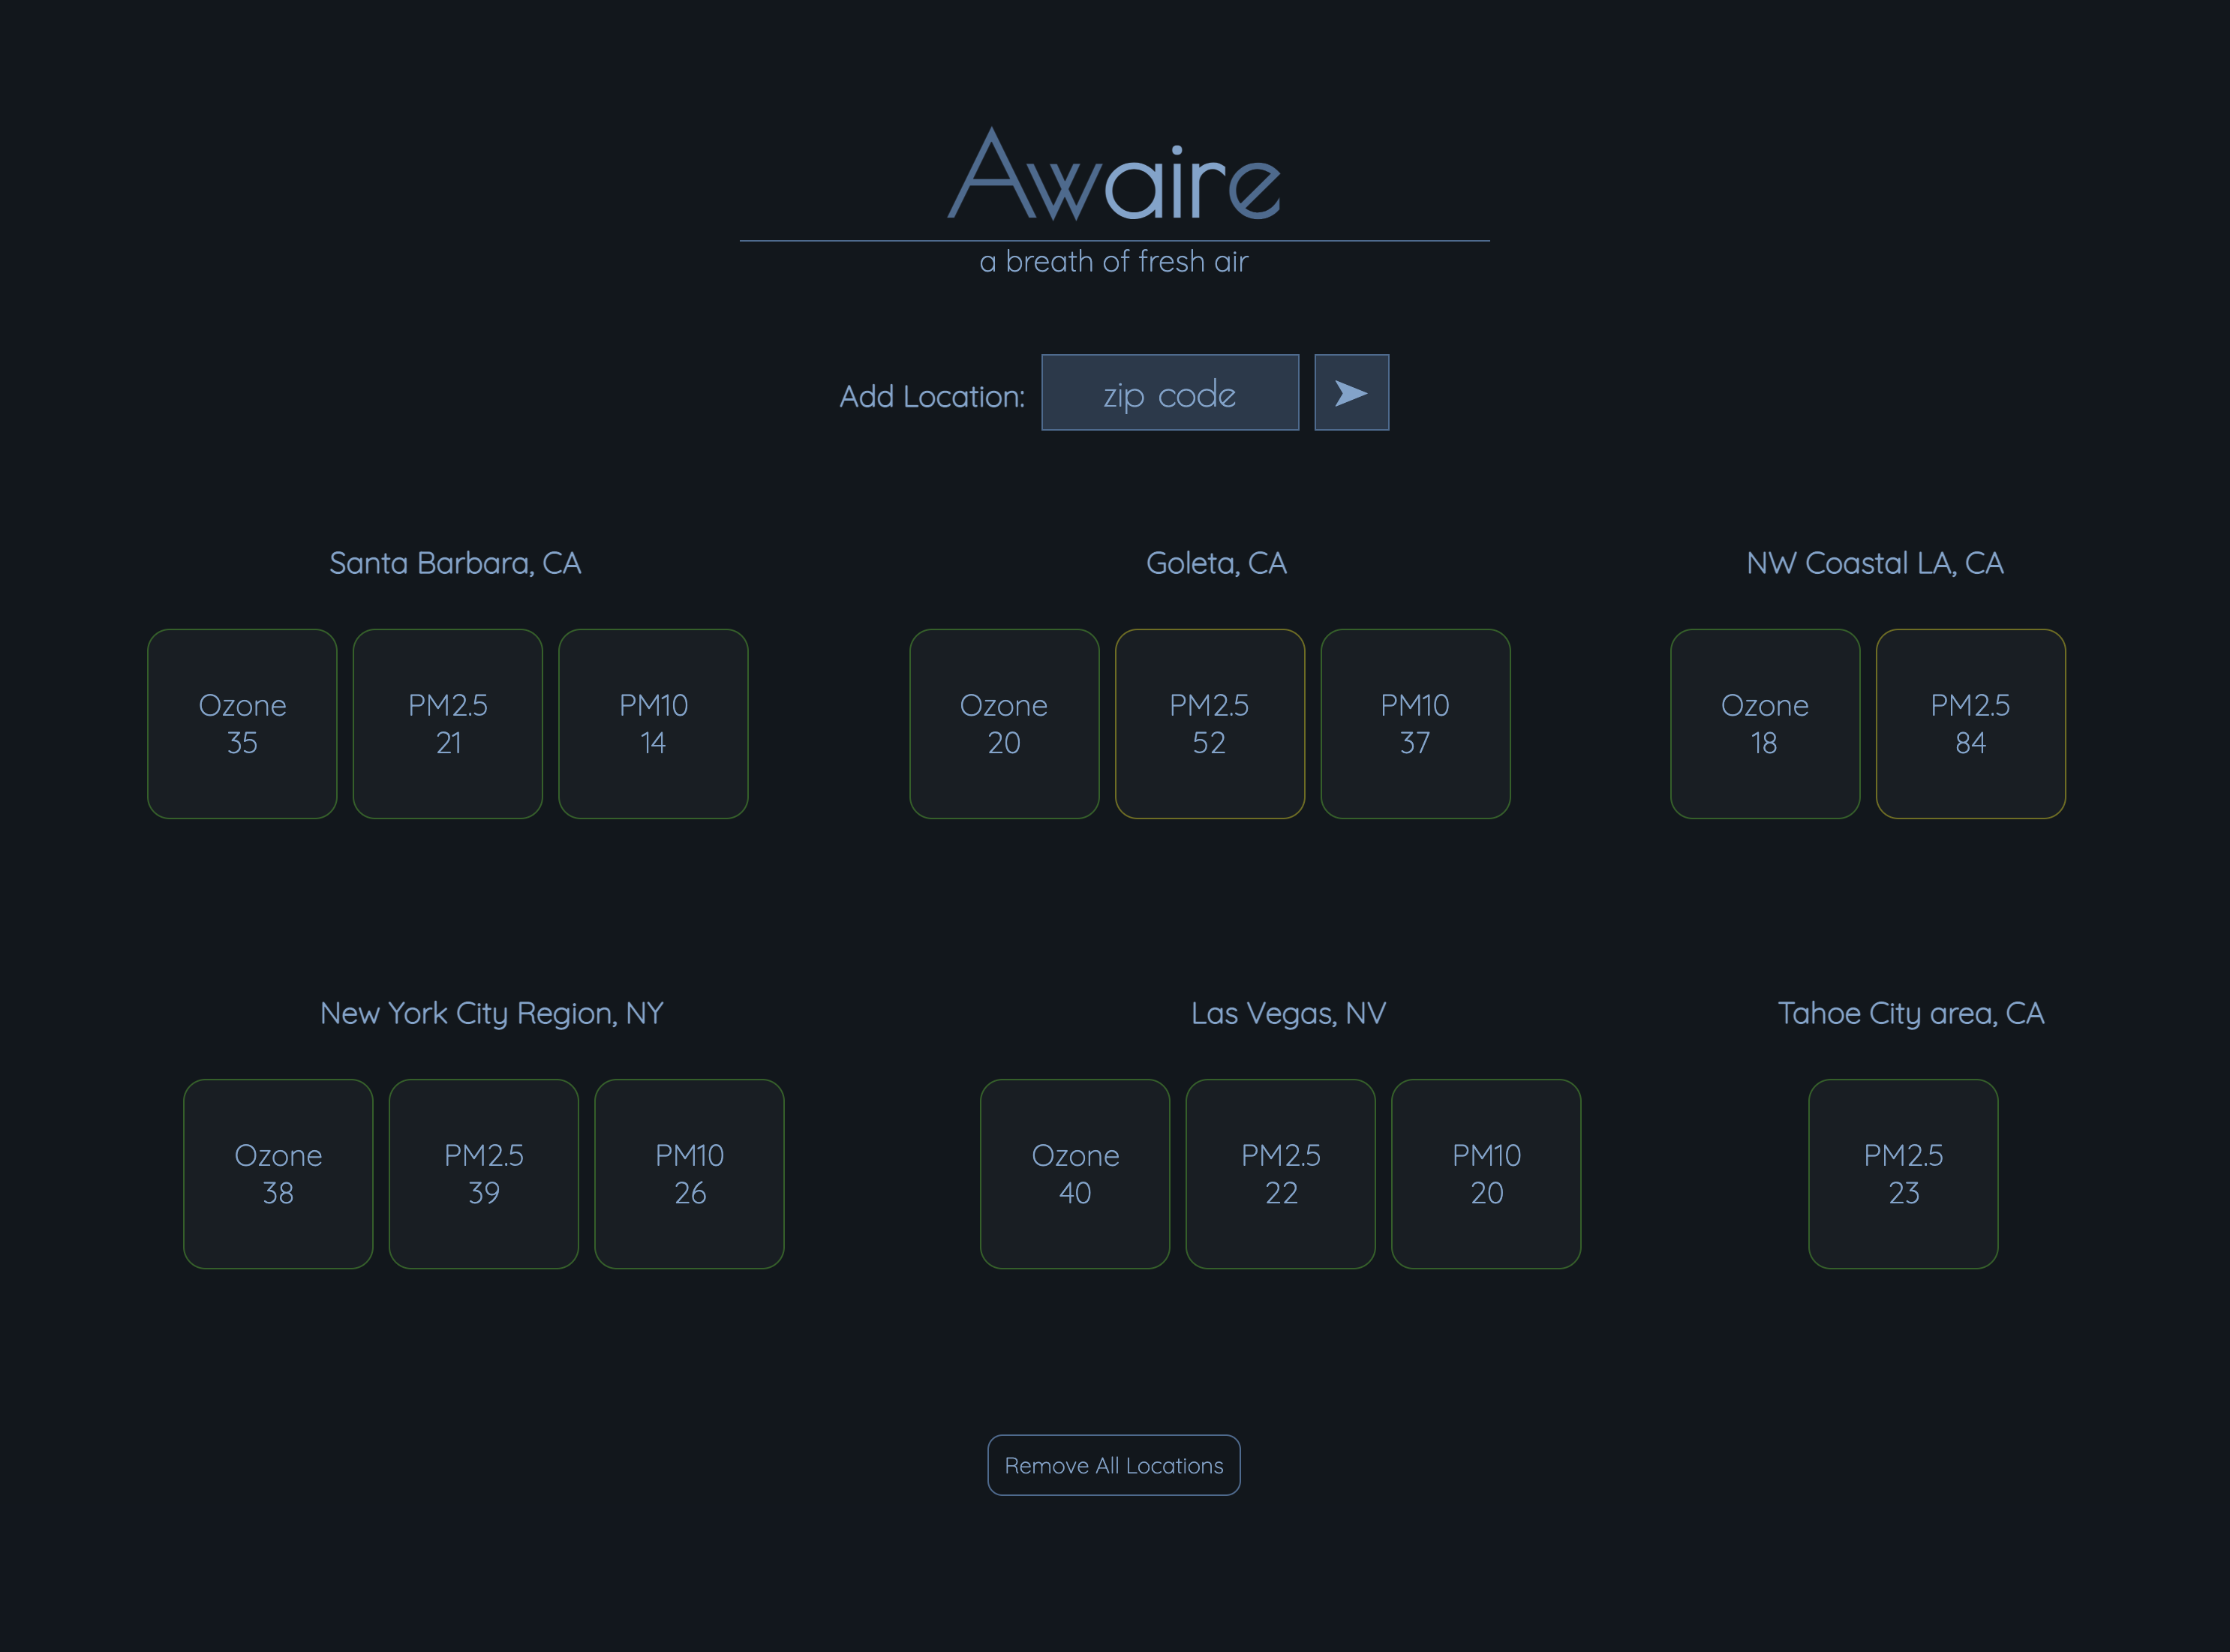 Awaire
a breath of fresh air
Add Location:
zip code
Santa Barbara, CA
Ozone
35
PM2.5
21
PM10
14
Goleta, CA
Ozone
20
PM2.5
52
PM10
37
NW Coastal LA, CA
Ozone
18
PM2.5
84
New York City Region, NY
Ozone
38
PM2.5
39
PM10
26
Las Vegas, NV
Ozone
40
PM2.5
22
PM10
20
Tahoe City area, CA
PM2.5
23
Remove All Locations